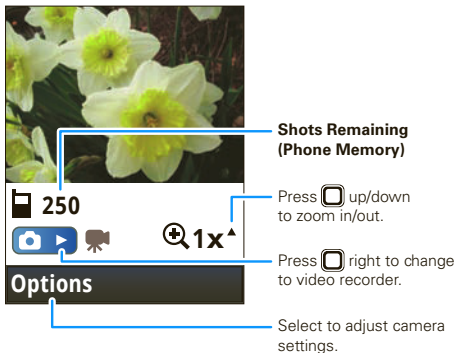 Shots Remaining
(Phone Memory)
250
Press up/down
to zoom in/out.
1x
Press right to change
to video recorder.
Options
Select to adjust camera
settings.